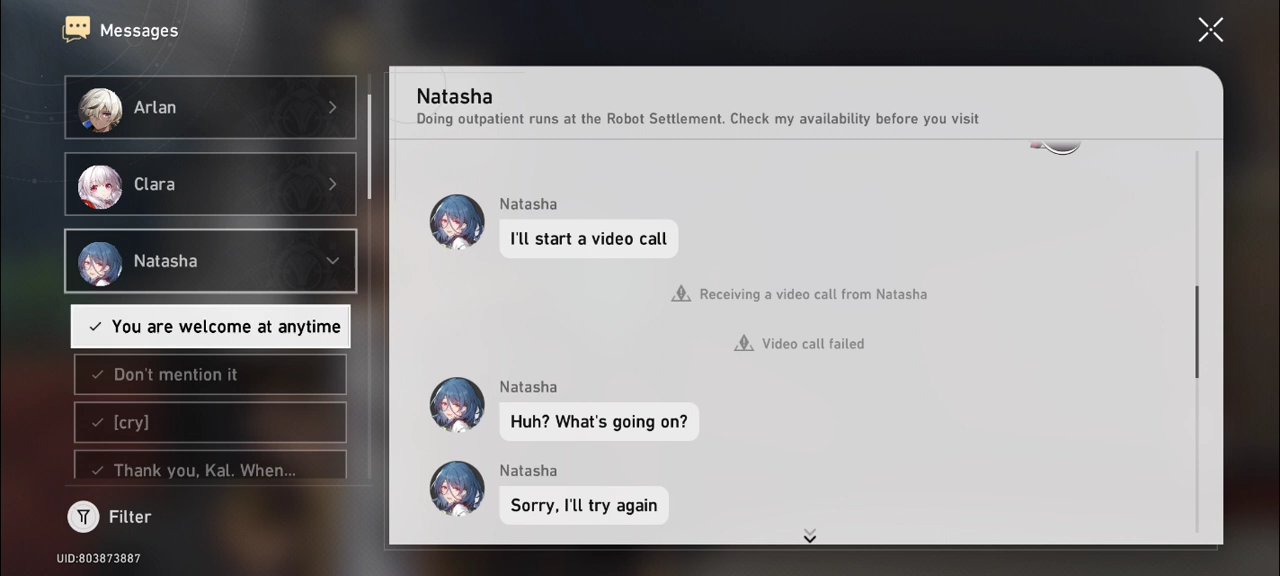 Messages
Arlan
Clara
Natasha
You are welcome at anytime
Don't mention it
[cry]
Thank you, Kal. When...
Filter
UID:803873887
Natasha
Doing outpatient runs at the Robot Settlement. Check my availability before you visit
Natasha
I'll start a video call
Receiving a video call from Natasha
Video call failed
Natasha
Huh? What's going on?
Natasha
Sorry, I'll try again